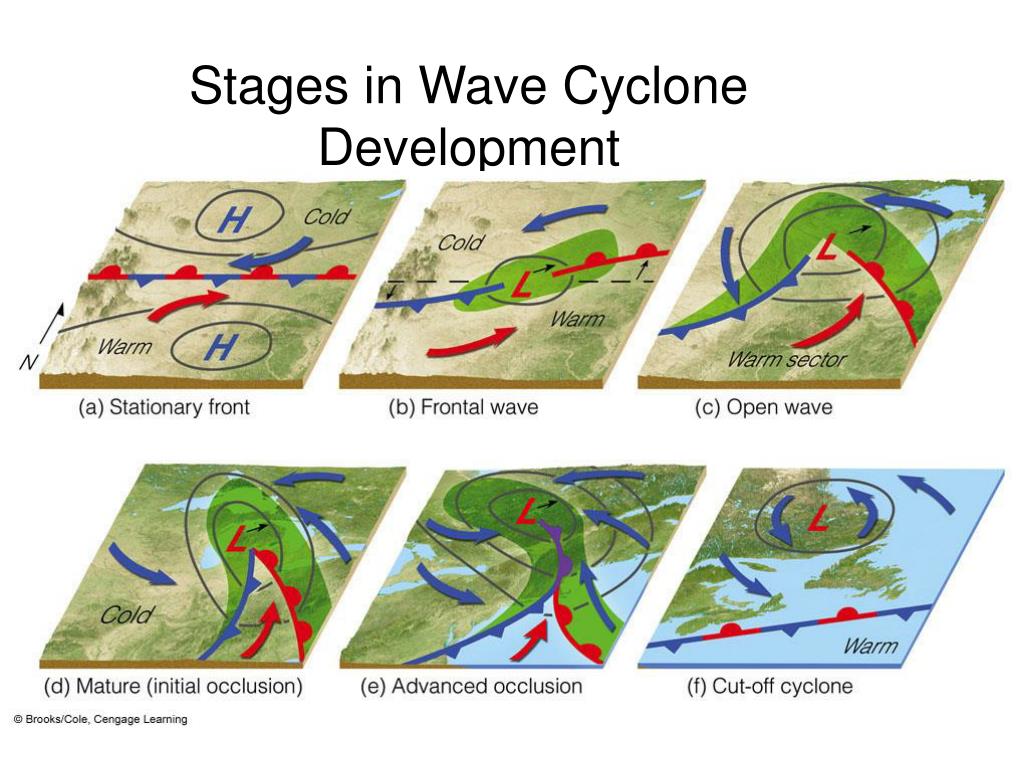 Stages in Wave Cyclone
Development
H
Cold
Warm
H
N
(a) Stationary front
Cold
L
Warm
(b) Frontal wave
L
Warm sector
(c) Open wave
L
Cold
(d) Mature (initial occlusion)
L
(e) Advanced occlusion
L
Warm
(f) Cut-off cyclone
© Brooks/Cole, Cengage Learning